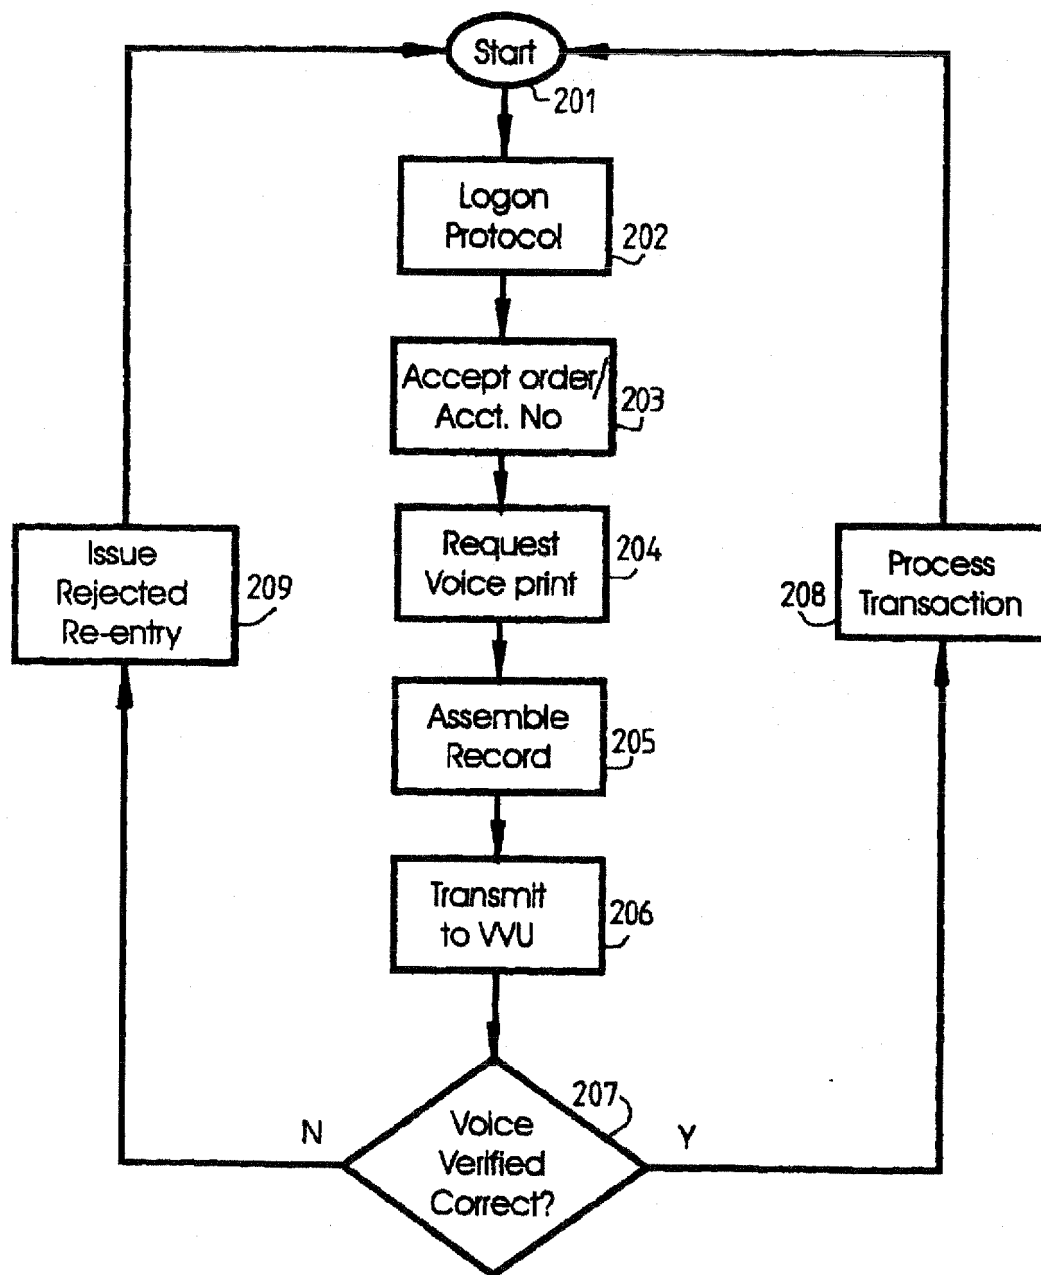 Start
201
Logon
Protocol
202
Accept order/
Acct. No
203
Request
Voice print
204
Assemble
Record
205
Transmit
to VVU
206
Voice
Verified
Correct?
207
N
Y
Issue
Rejected
Re-entry
209
Process
Transaction
208